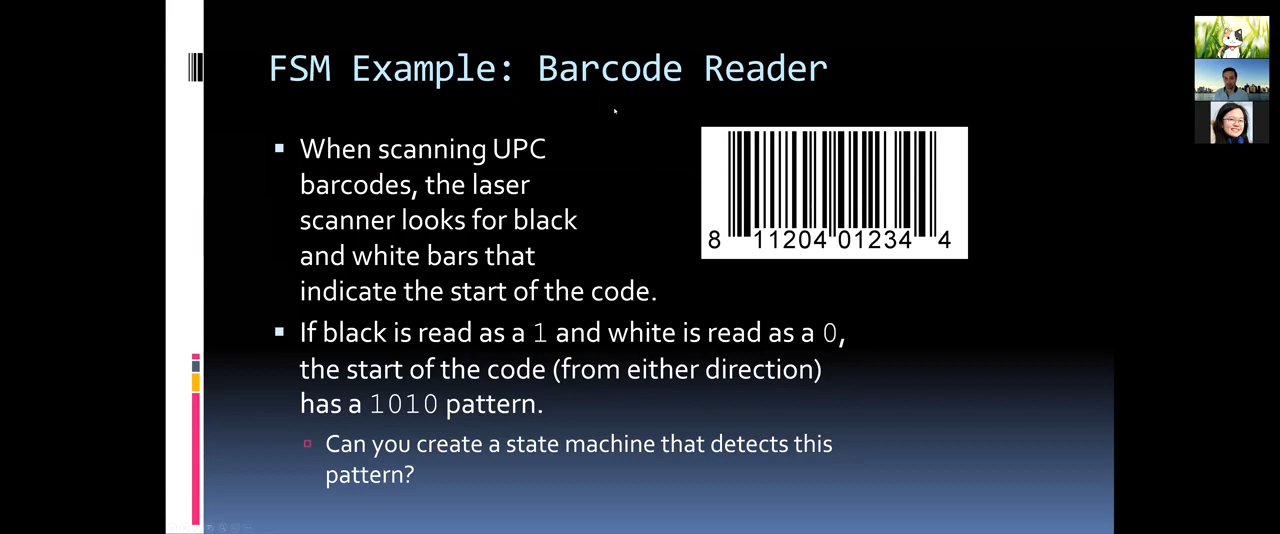 FSM Example: Barcode Reader
When scanning UPC
barcodes, the laser
scanner looks for black
and white bars that
indicate the start of the code.
8 11204 01234 4
If black is read as a 1 and white is read as a 0,
the start of the code (from either direction)
has a 1010 pattern.
Can you create a state machine that detects this
pattern?